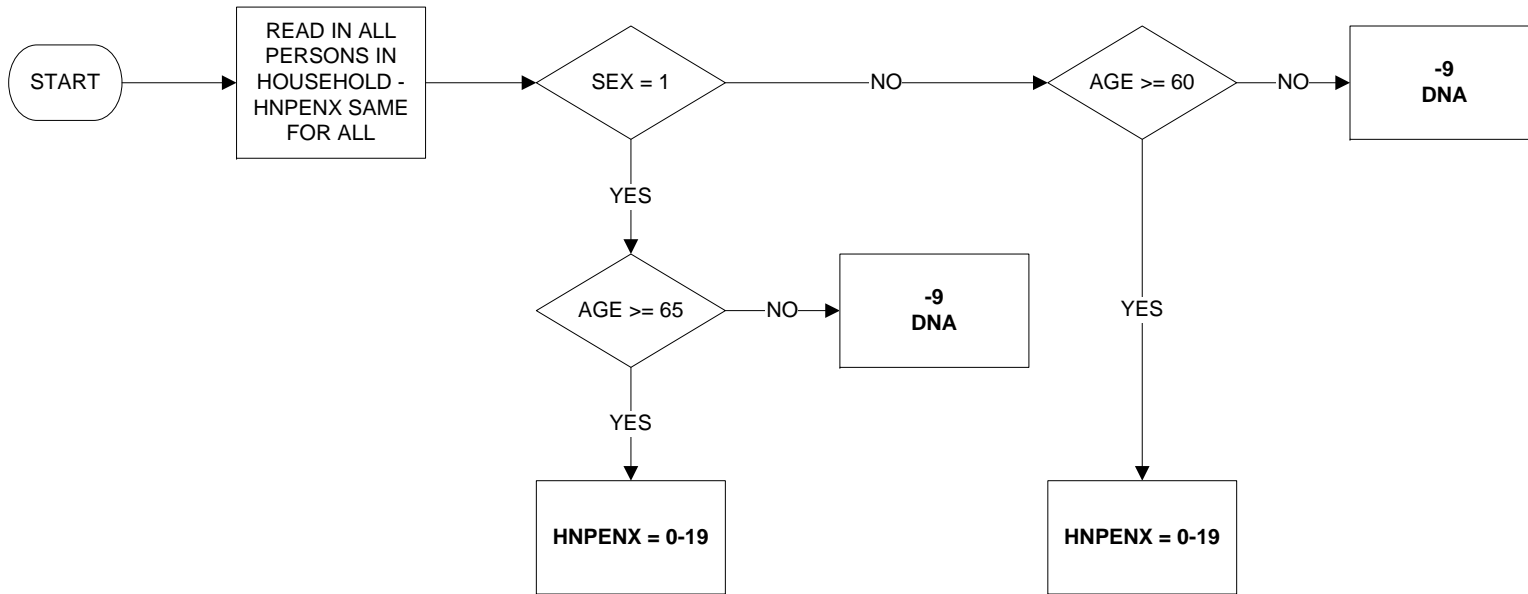 START
READ IN ALL
PERSONS IN
HOUSEHOLD -
HNPENX SAME
FOR ALL
SEX = 1
NO
AGE >= 60
NO
-9
DNA
YES
AGE >= 65
NO
-9
DNA
YES
YES
HNPENX = 0-19
HNPENX = 0-19